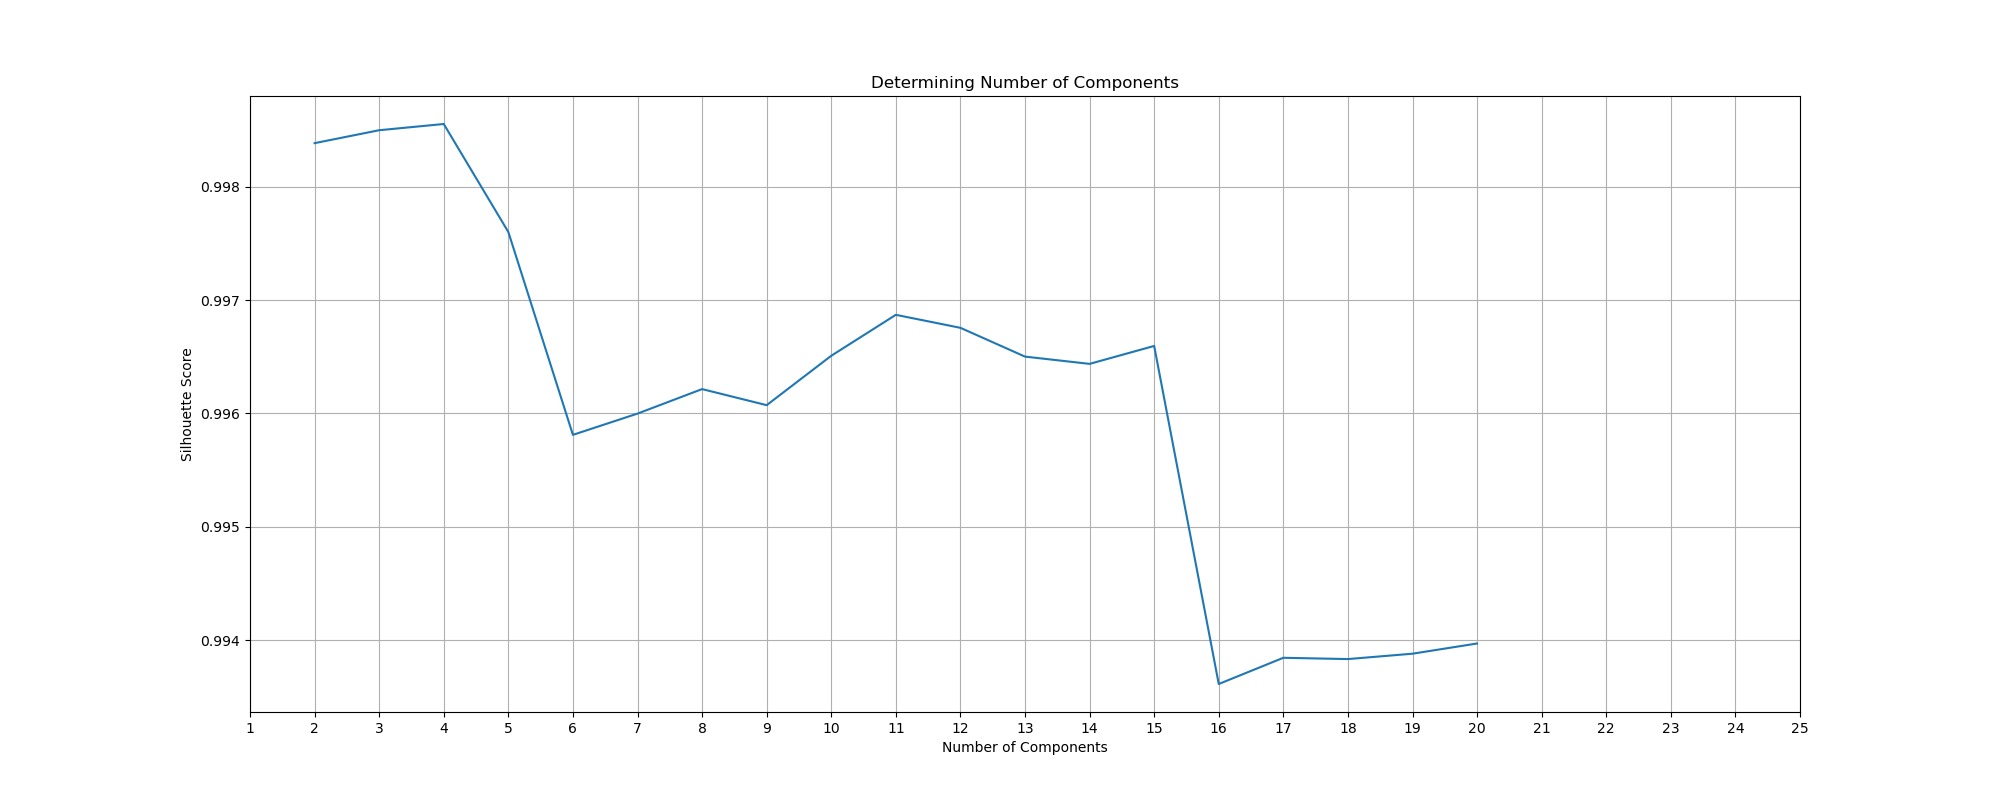 Determining Number of Components
Silhouette Score
0.998
0.997
0.996
0.995
0.994
1 2 3 4 5 6 7 8 9 10 11 12 13 14 15 16 17 18 19 20 21 22 23 24 25
Number of Components